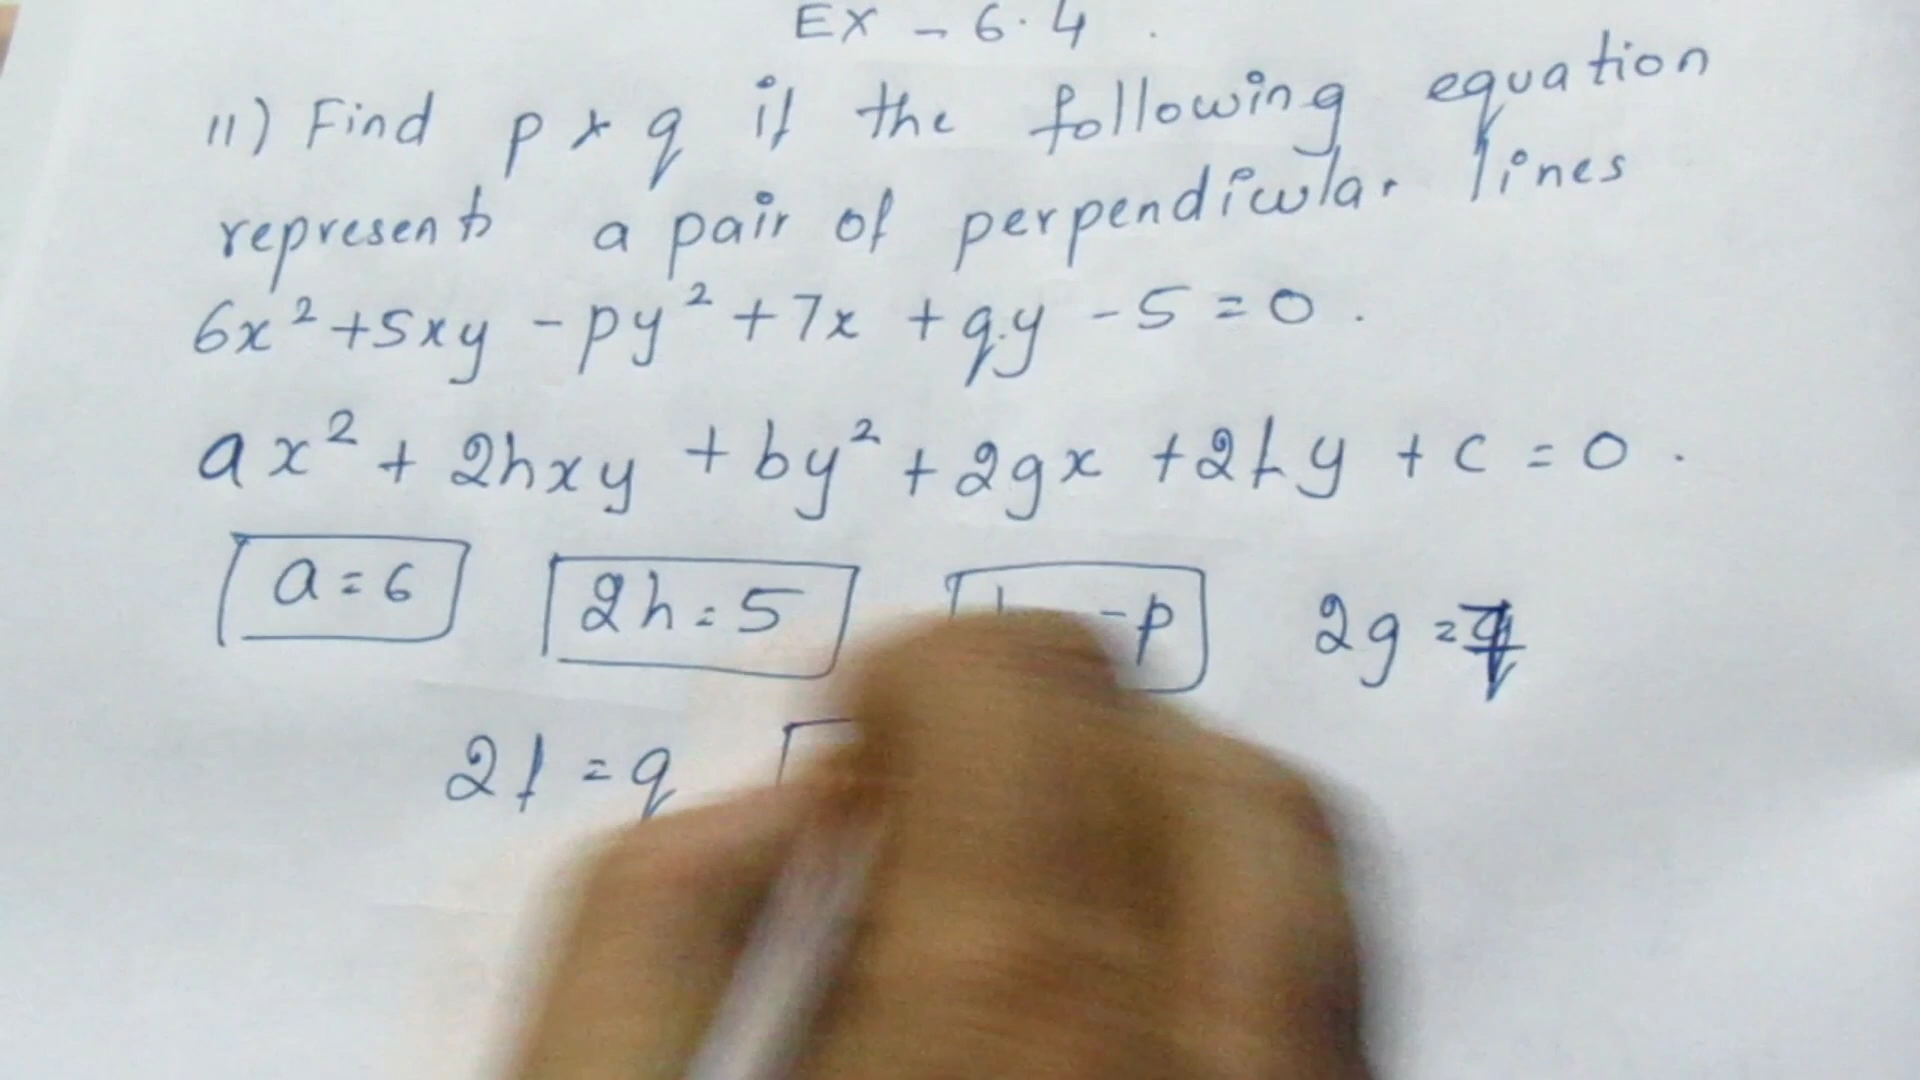 EX - 6.4.
11) Find p & q if the following equation
represents a pair of perpendicular lines
6x² + 5xy - py² + 7x + qy - 5 = 0.
ax² + 2hxy + by² + 2gx + 2fy + c = 0.
a = 6 2h = 5 -p 2g =
2f = q